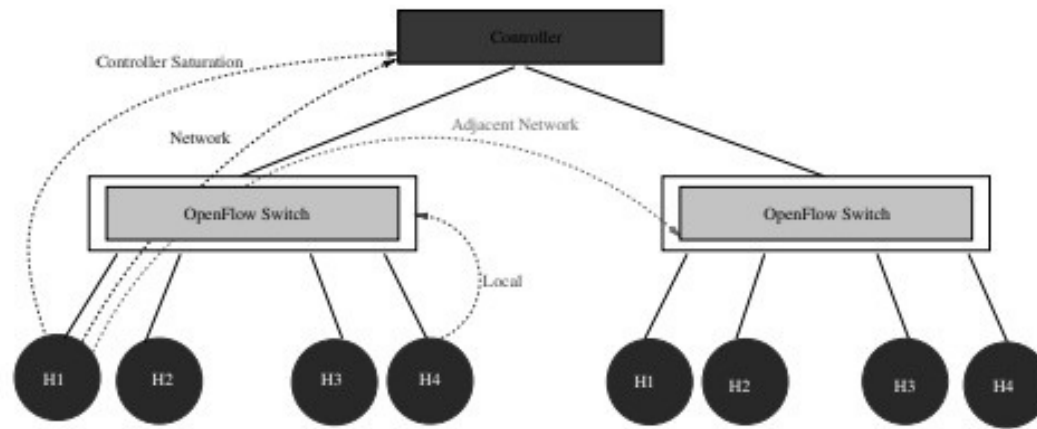 Controller
Controller Saturation
Network
Adjacent Network
OpenFlow Switch
OpenFlow Switch
Local
H1
H2
H3
H4
H1
H2
H3
H4